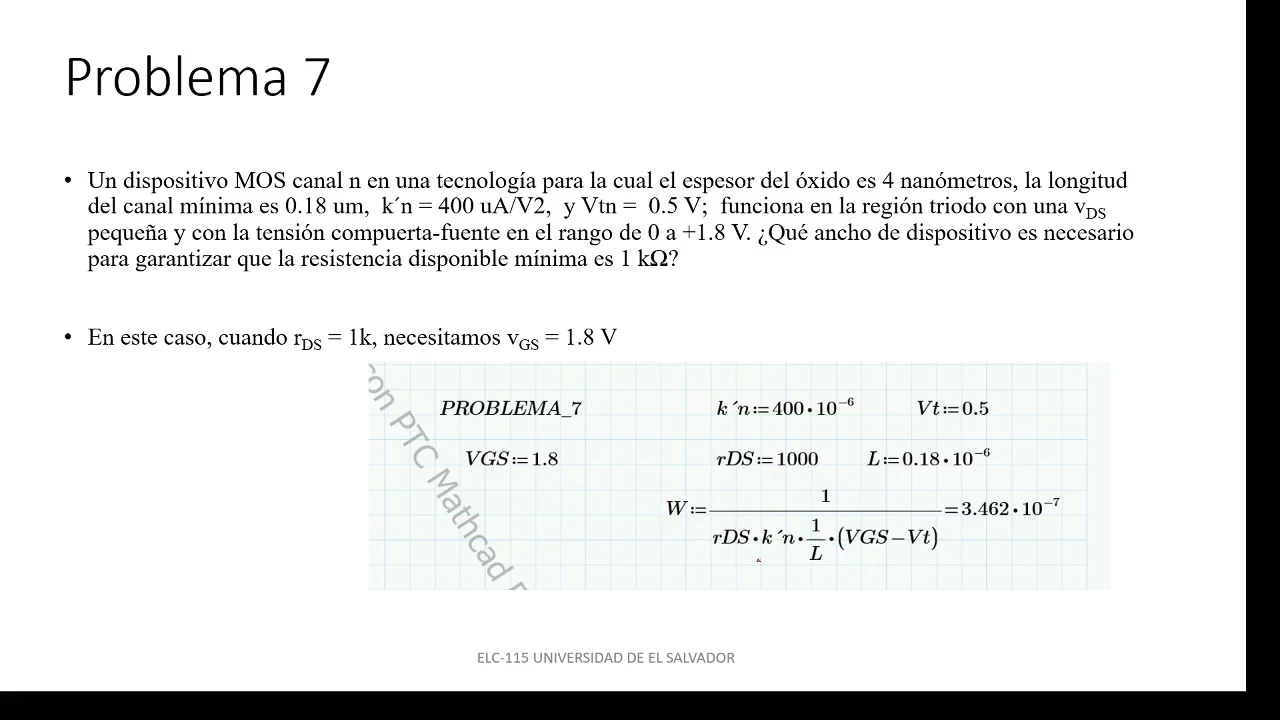 Problema 7
• Un dispositivo MOS canal n en una tecnología para la cual el espesor del óxido es 4 nanómetros, la longitud
del canal mínima es 0.18 um, k´n = 400 uA/V2, y Vtn = 0.5 V; funciona en la región triodo con una vDS
pequeña y con la tensión compuerta-fuente en el rango de 0 a +1.8 V. ¿Qué ancho de dispositivo es necesario
para garantizar que la resistencia disponible mínima es 1 kΩ?
• En este caso, cuando rDS = 1k, necesitamos vGS = 1.8 V
con PTC Mathcad
PROBLEMA_7 k´n:=400•10^-6 Vt:=0.5
VGS:=1.8 rDS:=1000 L:=0.18•10^-6
1
W:= =3.462•10^-7
1
rDS•k´n• •(VGS−Vt)
L
ELC-115 UNIVERSIDAD DE EL SALVADOR